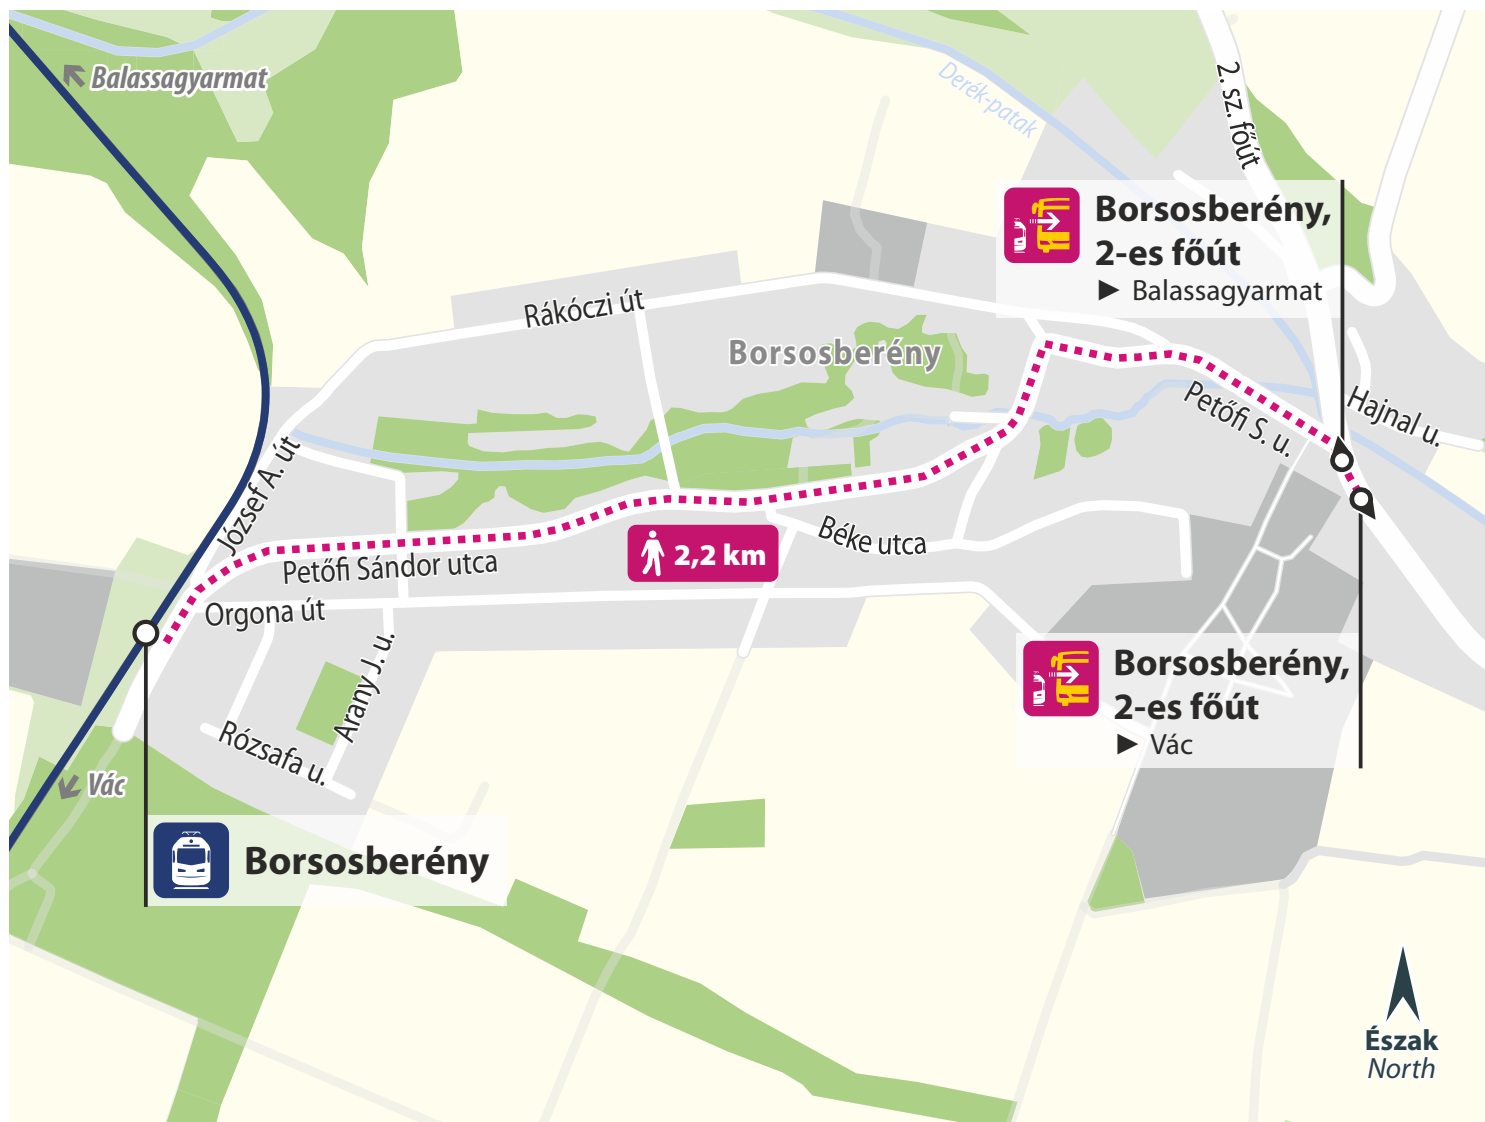 Balassagyarmat
Derék-patak
2. sz. főút
Borsosberény,
2-es főút
► Balassagyarmat
Rákóczi út
Borsosberény
Hajnal u.
Petőfi S. u.
József A. út
Béke utca
2,2 km
Petőfi Sándor utca
Orgona út
Arany J. u.
Rózsafa u.
Borsosberény,
2-es főút
► Vác
Vác
Borsosberény
Észak
North